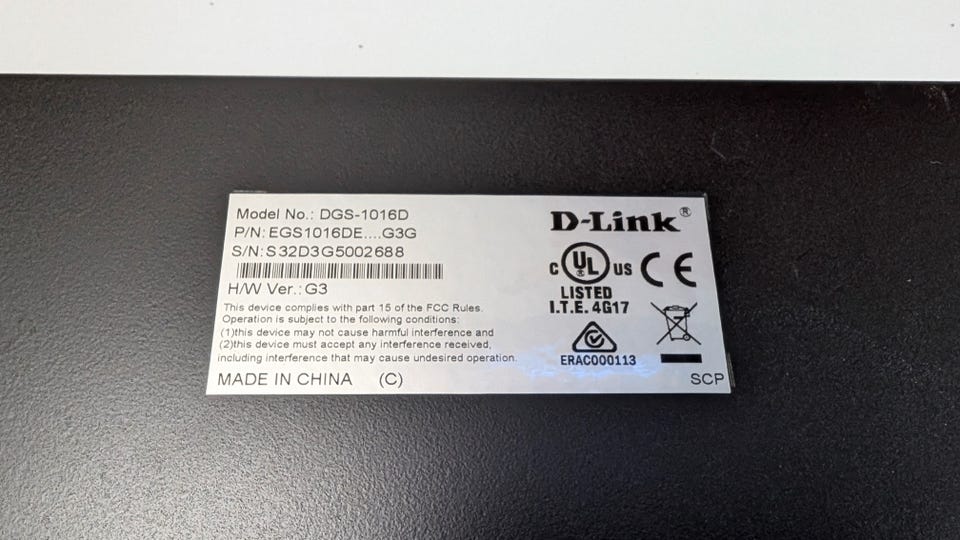 Model No.: DGS-1016D
P/N: EGS1016DE....G3G
S/N: S32D3G5002688
H/W Ver.: G3
This device complies with part 15 of the FCC Rules.
Operation is subject to the following conditions:
(1)this device may not cause harmful interference and
(2)this device must accept any interference received,
including interference that may cause undesired operation.
MADE IN CHINA (C)
D-Link®
C UL US CE
LISTED
I.T.E. 4G17
ERAC000113
SCP